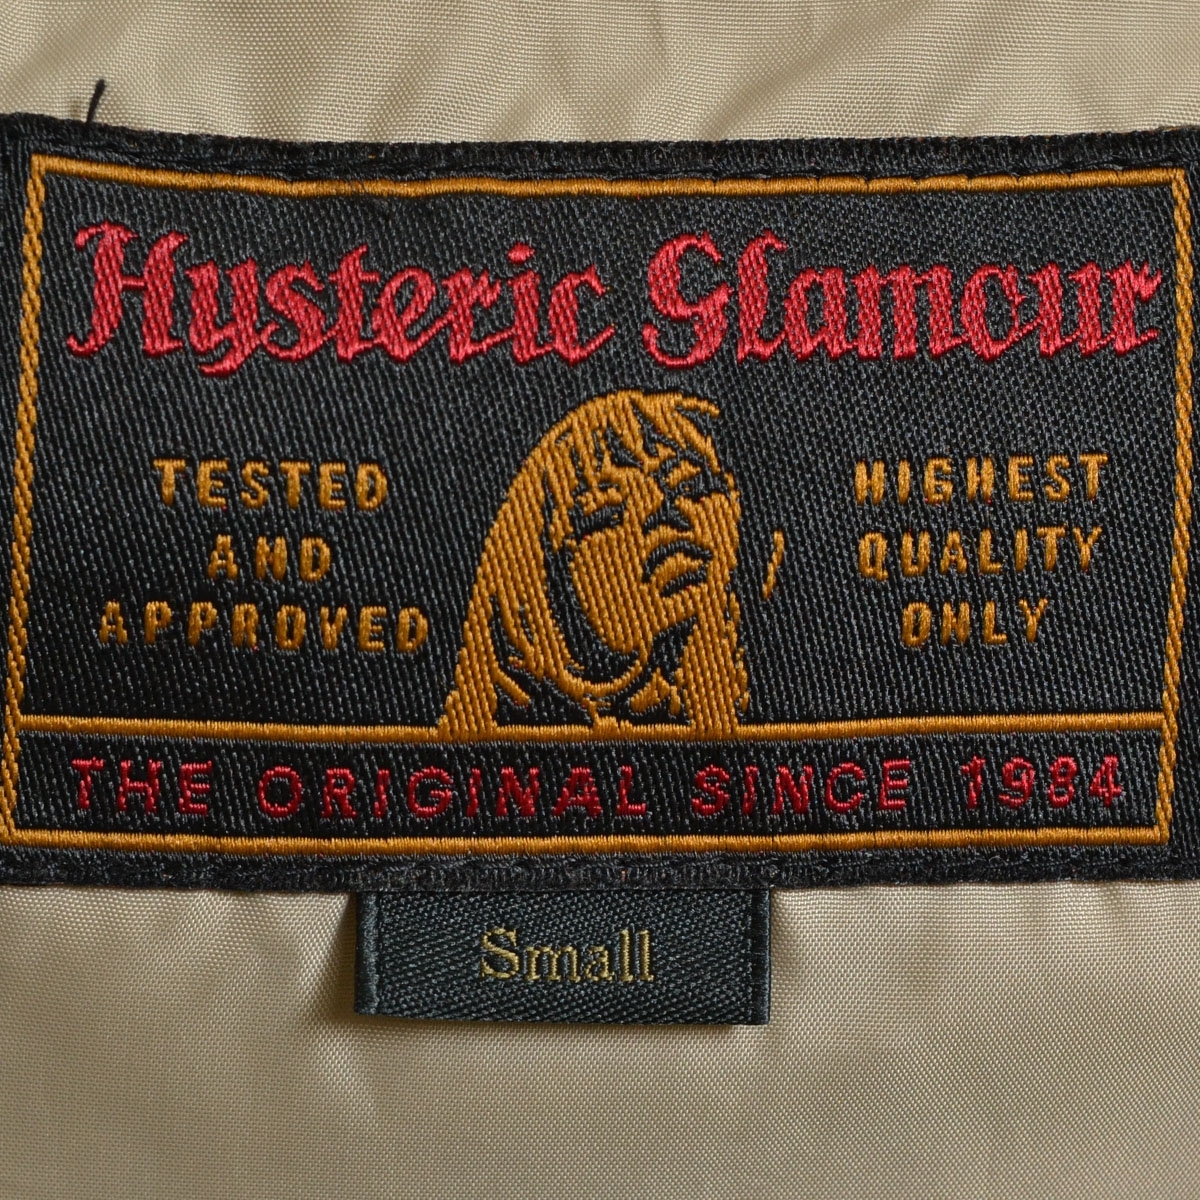 Hysteric Glamour
TESTED
AND
APPROVED
HIGHEST
QUALITY
ONLY
THE ORIGINAL SINCE 1984
Small